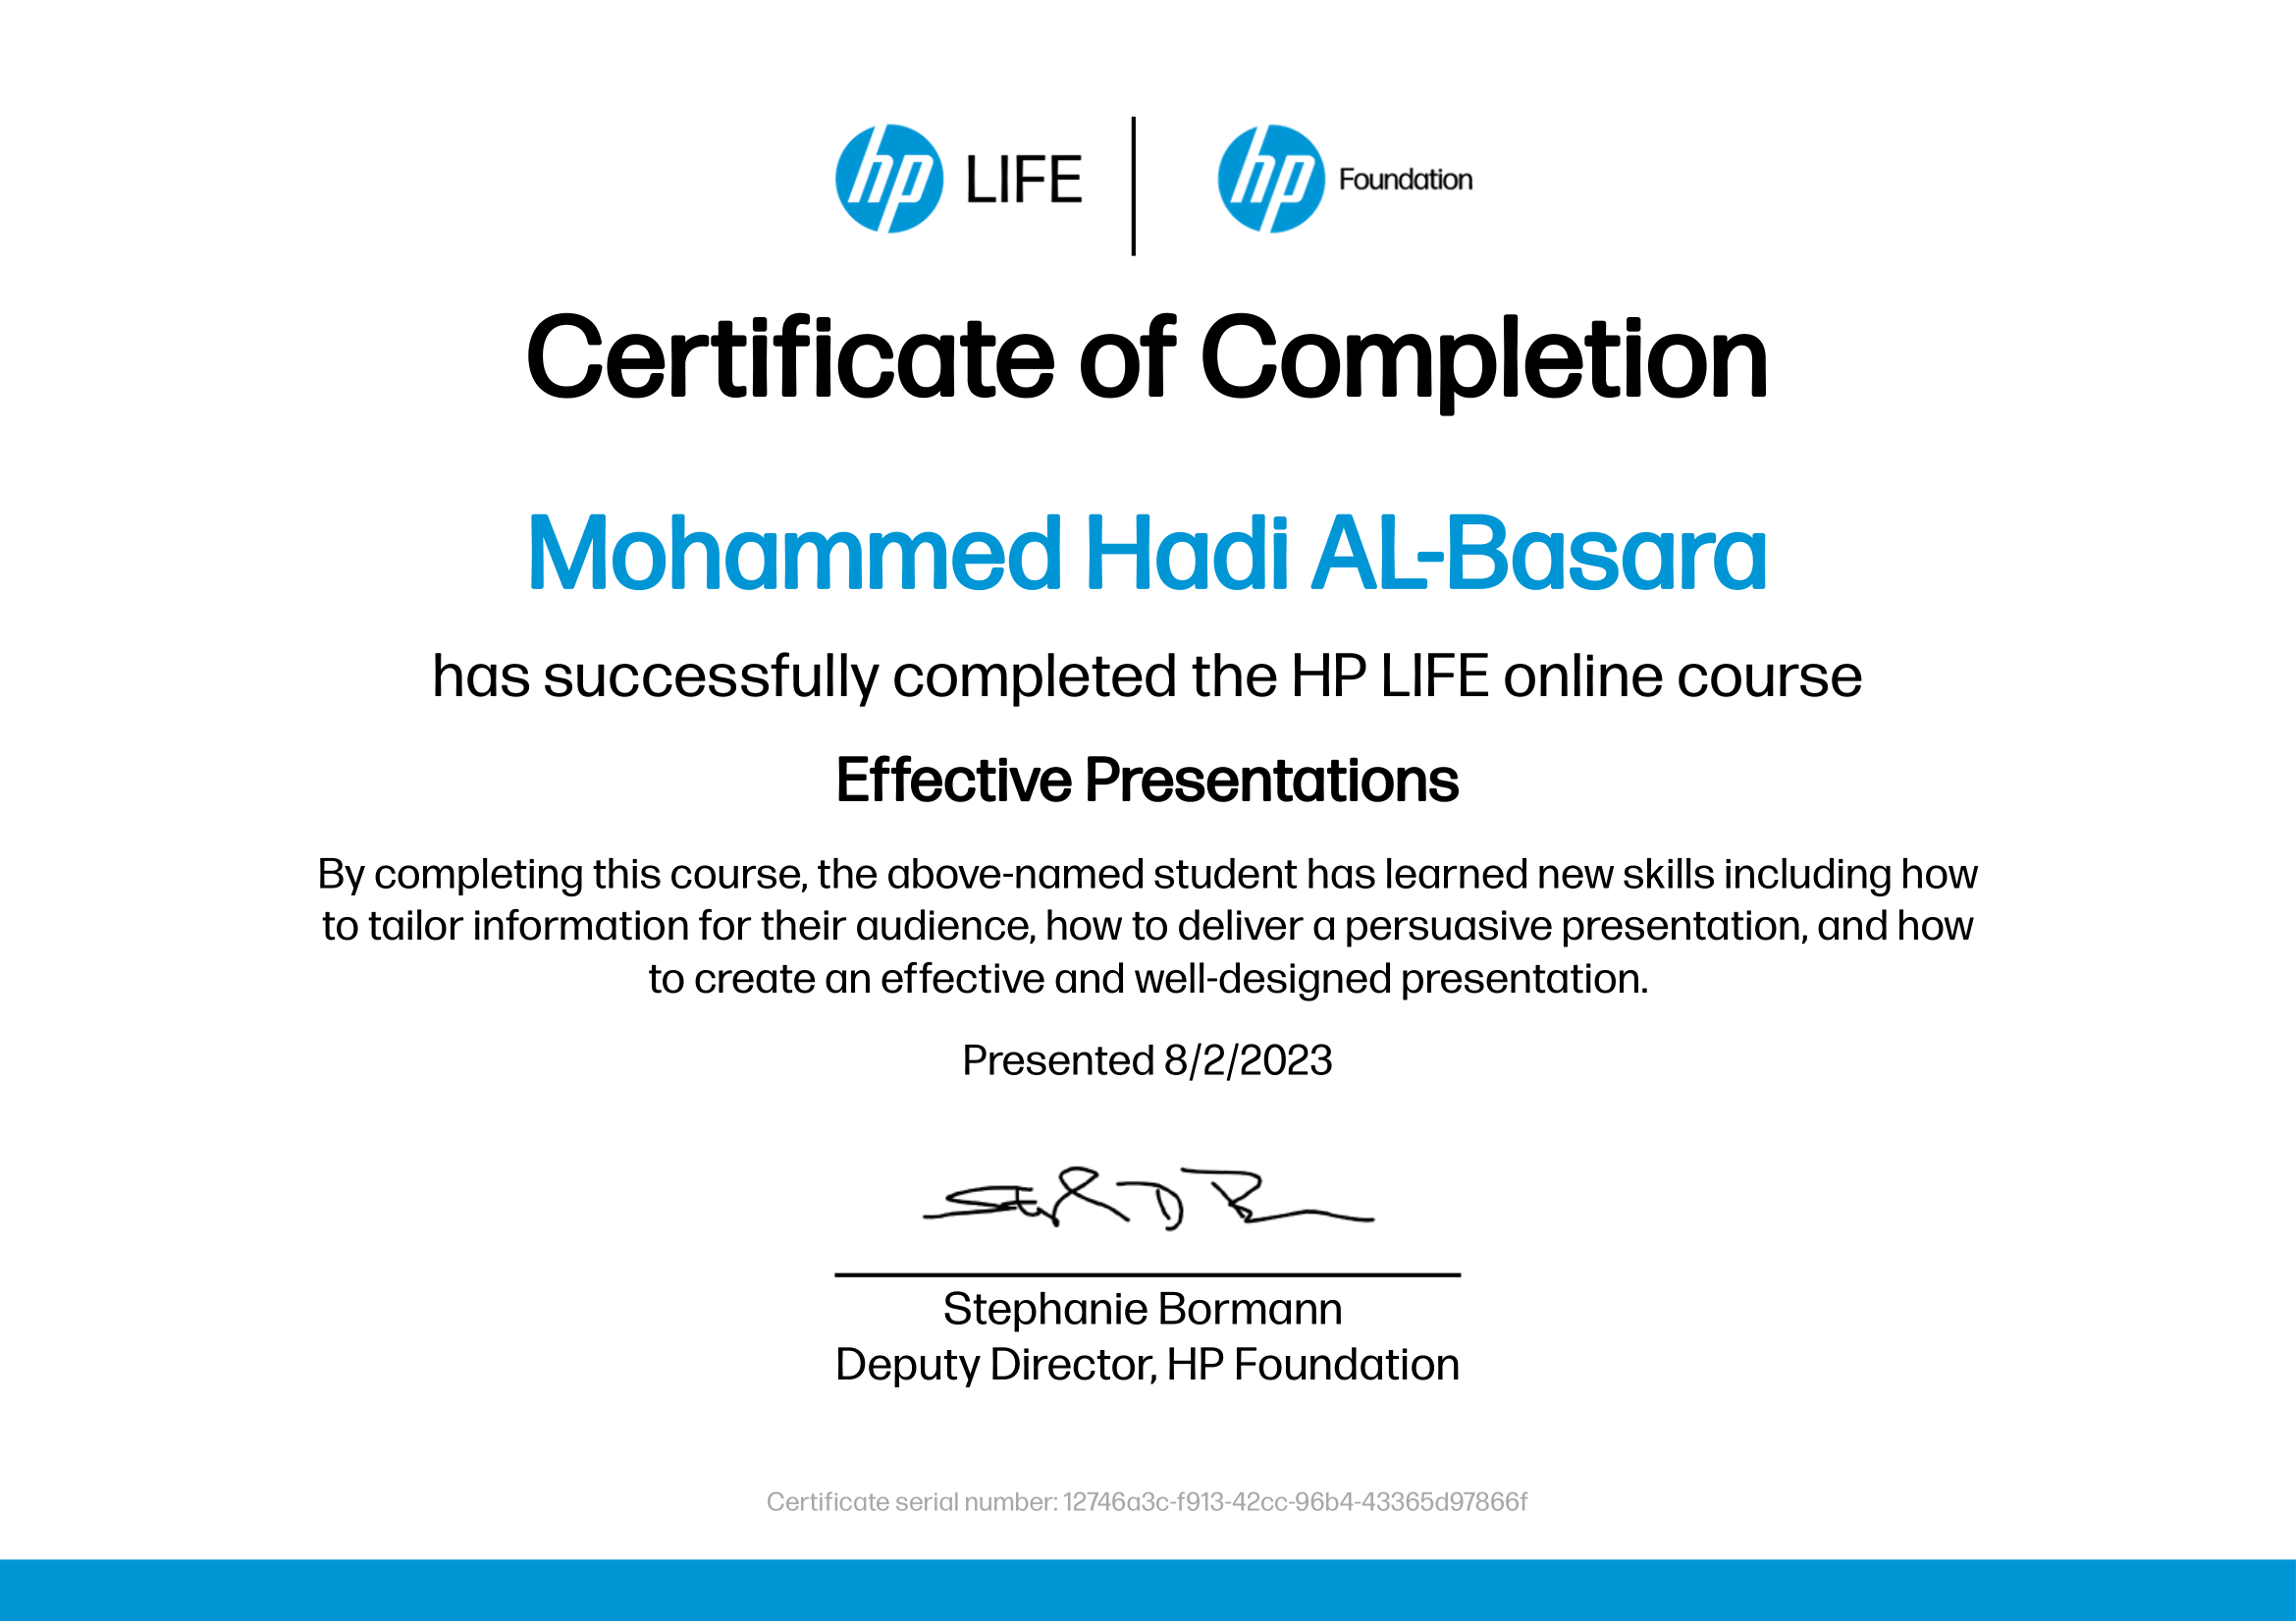 hp LIFE hp Foundation
Certificate of Completion
Mohammed Hadi AL-Basara
has successfully completed the HP LIFE online course
Effective Presentations
By completing this course, the above-named student has learned new skills including how
to tailor information for their audience, how to deliver a persuasive presentation, and how
to create an effective and well-designed presentation.
Presented 8/2/2023
Stephanie Bormann
Deputy Director, HP Foundation
Certificate serial number: 12746a3c-f913-42cc-96b4-43365d97866f